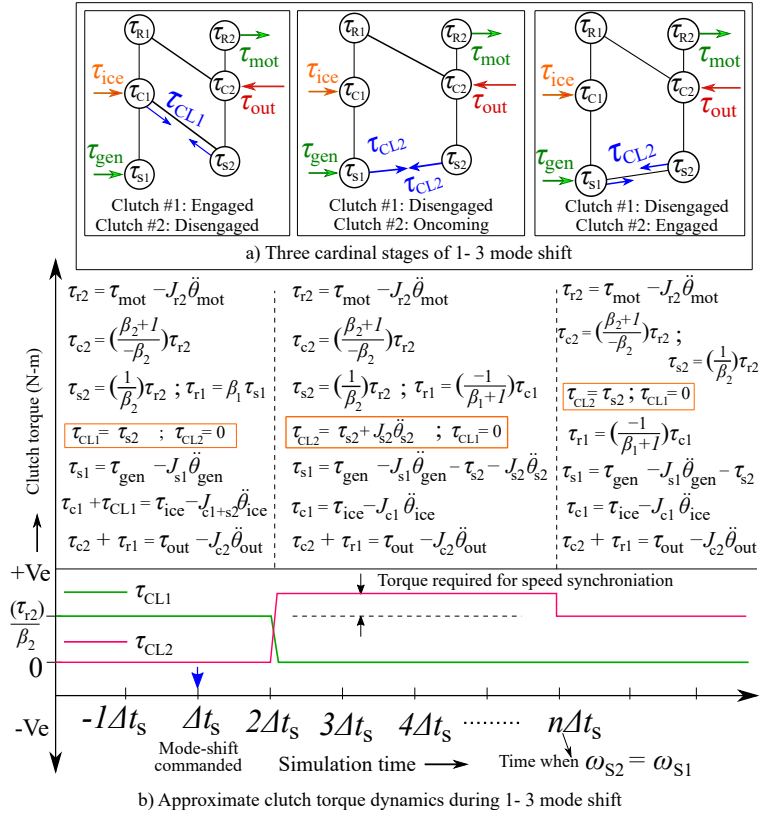 τR1 τR2 τmot
τice τC1 τCL1 τC2 τout
τgen τS1 τS2
Clutch #1: Engaged
Clutch #2: Disengaged
τR1 τR2 τmot
τice τC1 τC2 τout
τgen τS1 τCL2 τCL2 τS2
Clutch #1: Disengaged
Clutch #2: Oncoming
τR1 τR2 τmot
τice τC1 τC2 τout
τgen τS1 τCL2 τS2
Clutch #1: Disengaged
Clutch #2: Engaged
a) Three cardinal stages of 1- 3 mode shift
Clutch torque (N-m)
τr2 = τmot −Jr2θ̈mot
τc2 = (β2+1/−β2)τr2
τs2 = (1/β2)τr2 ; τr1 = β1 τs1
τCL1= τs2 ; τCL2=0
τs1 = τgen −Js1θ̈gen
τc1 +τCL1= τice−Jc1+s2θ̈ice
τc2 + τr1 = τout −Jc2θ̈out
τr2 = τmot −Jr2θ̈mot
τc2 = (β2+1/−β2)τr2
τs2 = (1/β2)τr2 ; τr1 = (−1/β1+1)τc1
τCL2= τs2+Js2θ̈s2 ; τCL1=0
τs1 = τgen −Js1θ̈gen − τs2 − Js2θ̈s2
τc1 = τice−Jc1 θ̈ice
τc2 + τr1 = τout −Jc2θ̈out
τr2 = τmot −Jr2θ̈mot
τc2 = (β2+1/−β2)τr2 ;
τs2 = (1/β2)τr2
τCL2= τs2 ; τCL1=0
τr1 = (−1/β1+1)τc1
τs1 = τgen −Js1θ̈gen − τs2
τc1 = τice−Jc1 θ̈ice
τc2 + τr1 = τout −Jc2θ̈out
+Ve
(τr2)/β2
0
-Ve
τCL1
τCL2
Torque required for speed synchroniation
-1Δts Δts 2Δts 3Δts 4Δts ......... nΔts
Mode-shift
commanded
Simulation time
Time when ωS2 = ωS1
b) Approximate clutch torque dynamics during 1- 3 mode shift